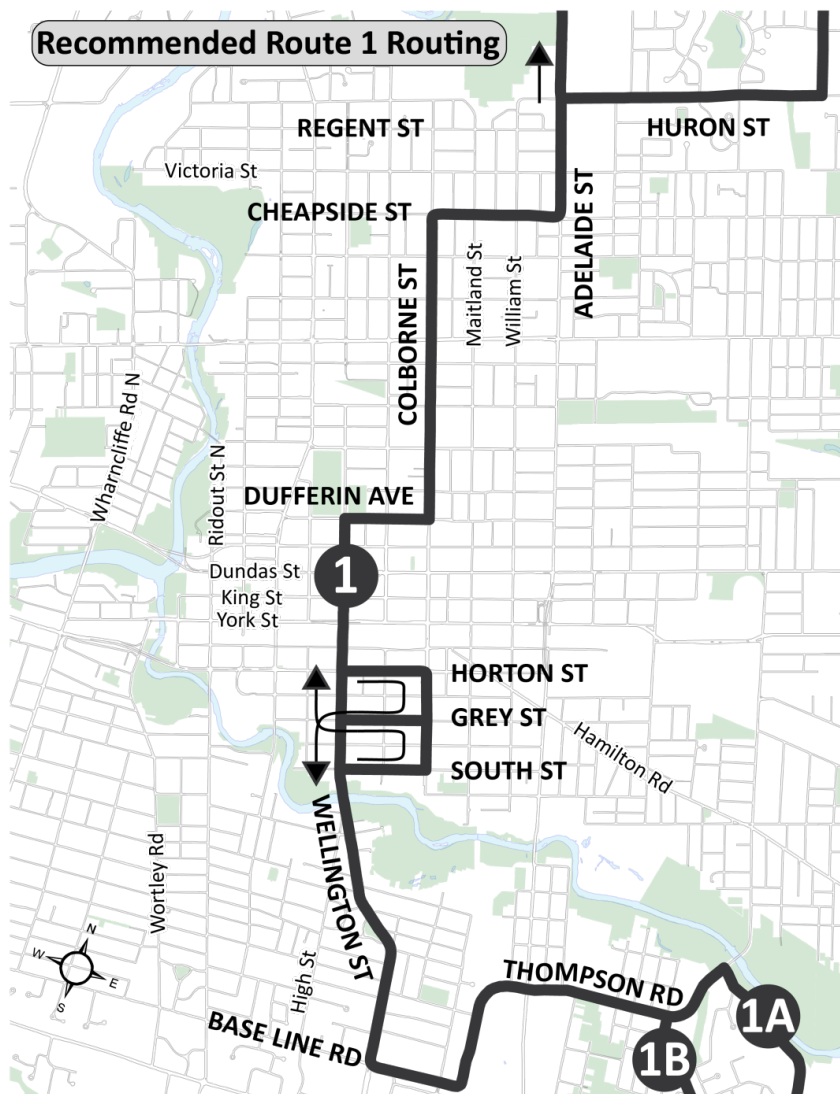 Recommended Route 1 Routing
REGENT ST
HURON ST
Victoria St
CHEAPSIDE ST
ADELAIDE ST
Maitland St
William St
COLBORNE ST
Wharncliffe Rd N
Ridout St N
DUFFERIN AVE
Dundas St
1
King St
York St
HORTON ST
GREY ST
Hamilton Rd
SOUTH ST
WELLINGTON ST
Wortley Rd
N
W
E
S
High St
THOMPSON RD
BASE LINE RD
1A
1B